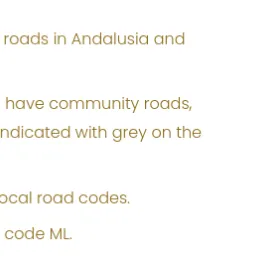 roads in Andalusia and
have community roads,
ndicated with grey on the
ocal road codes.
code ML.